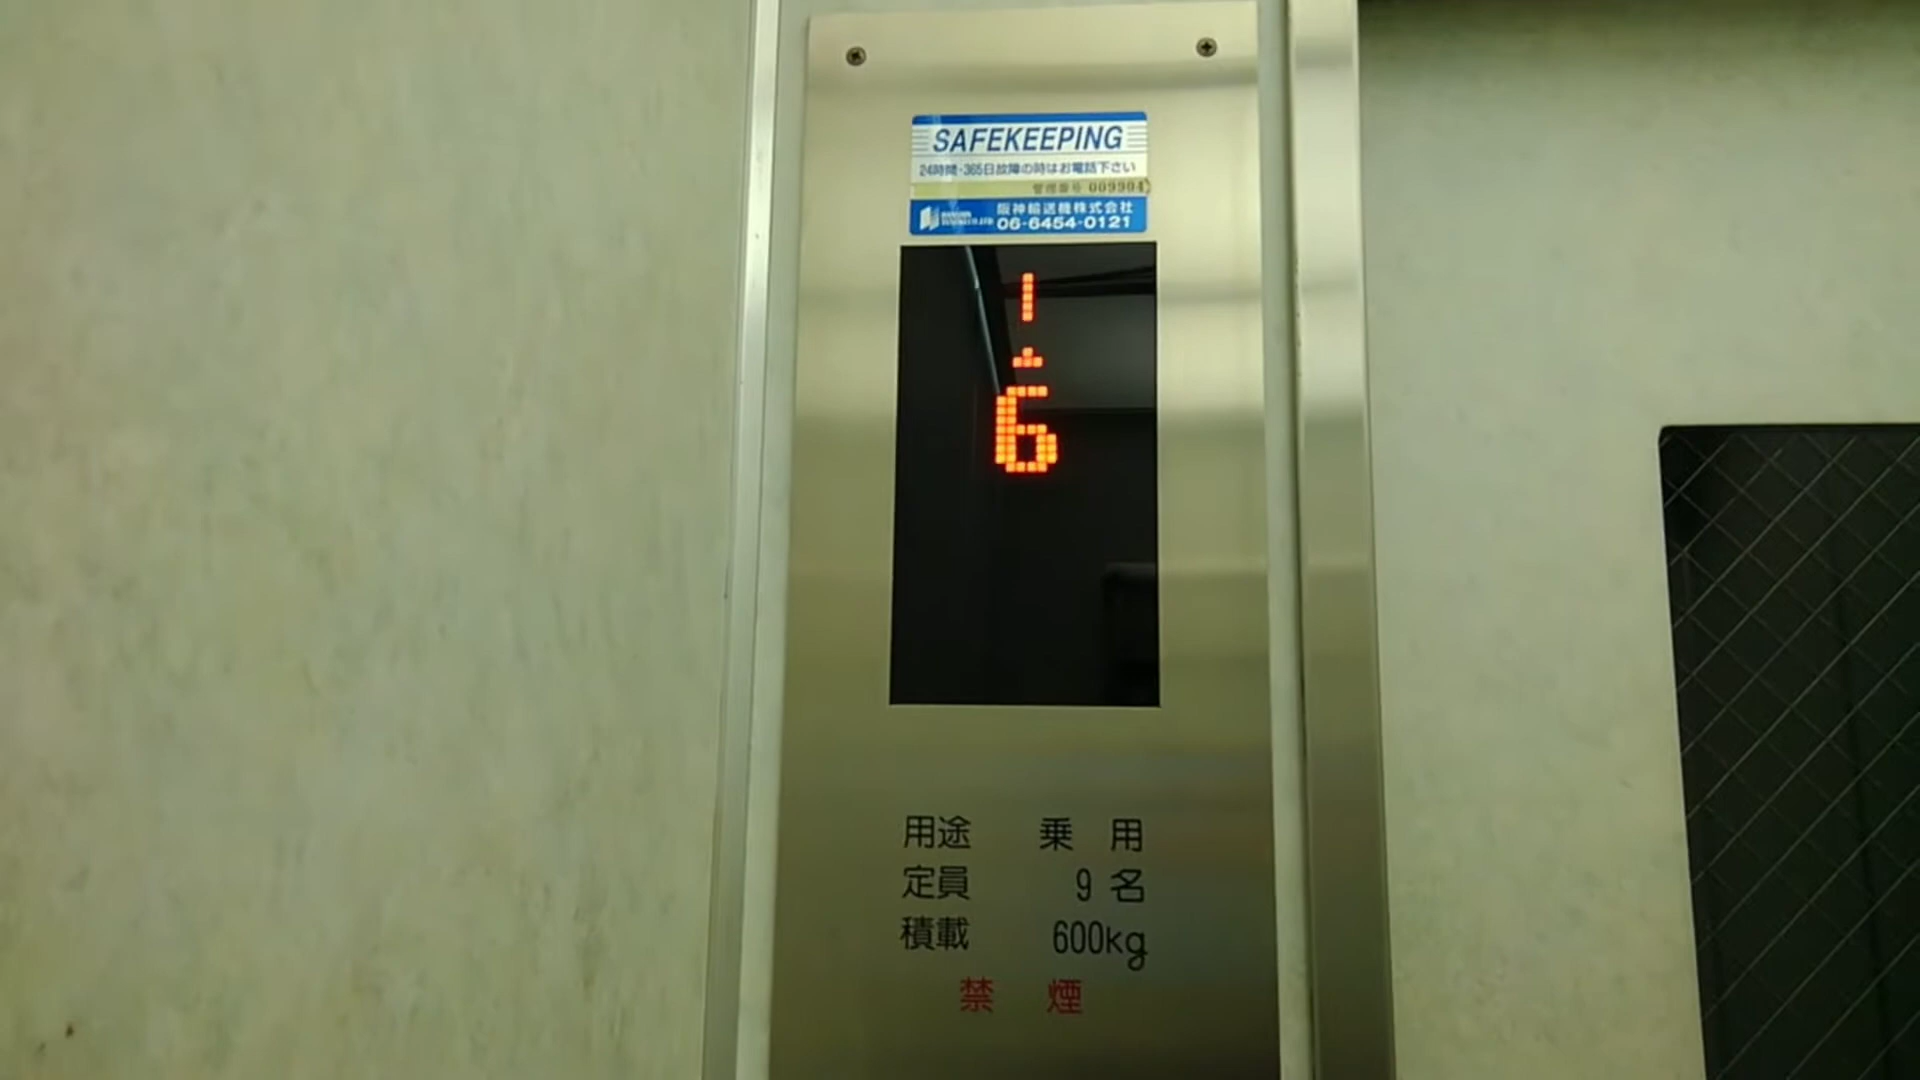 SAFEKEEPING
24時間・365日故障の時はお電話下さい
管理番号 009904
阪神輸送機株式会社
06-6454-0121
6
用途 乗用
定員 9名
積載 600kg
禁煙